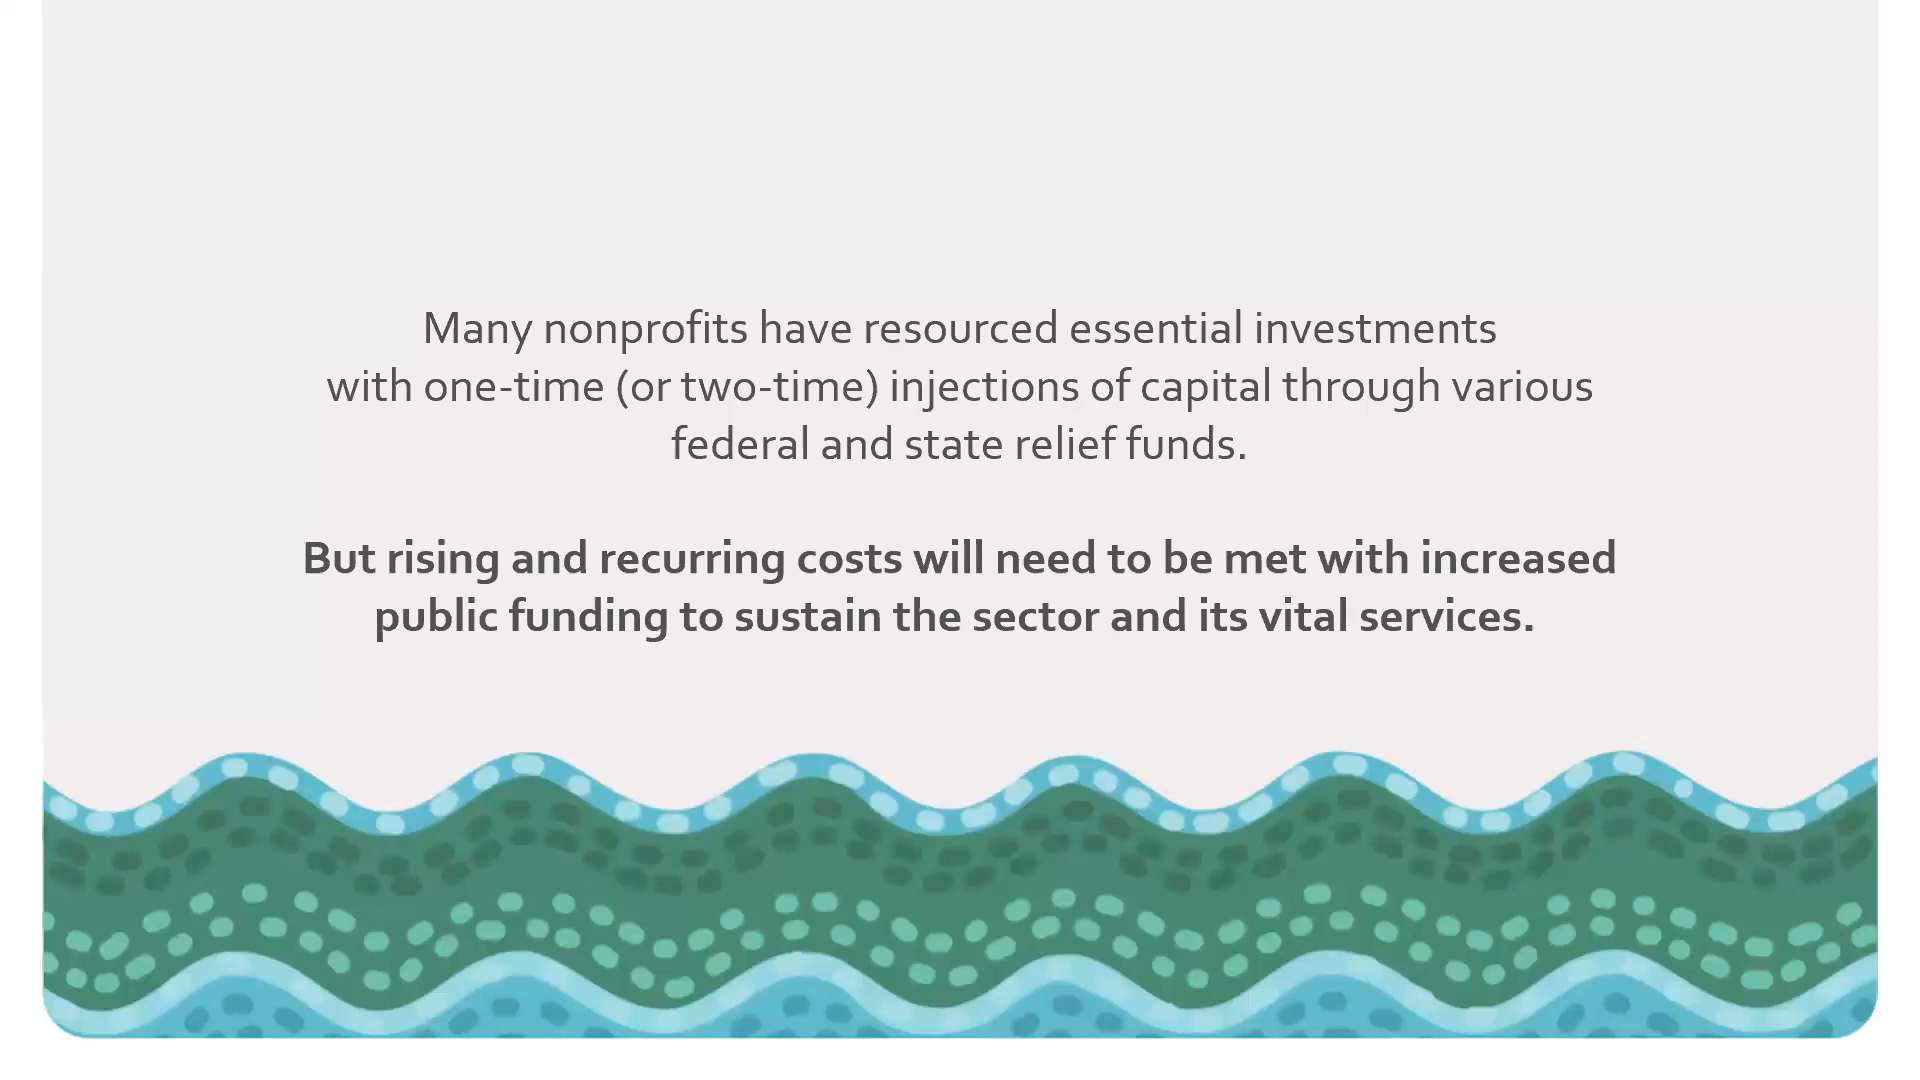 Many nonprofits have resourced essential investments
with one-time (or two-time) injections of capital through various
federal and state relief funds.
But rising and recurring costs will need to be met with increased
public funding to sustain the sector and its vital services.